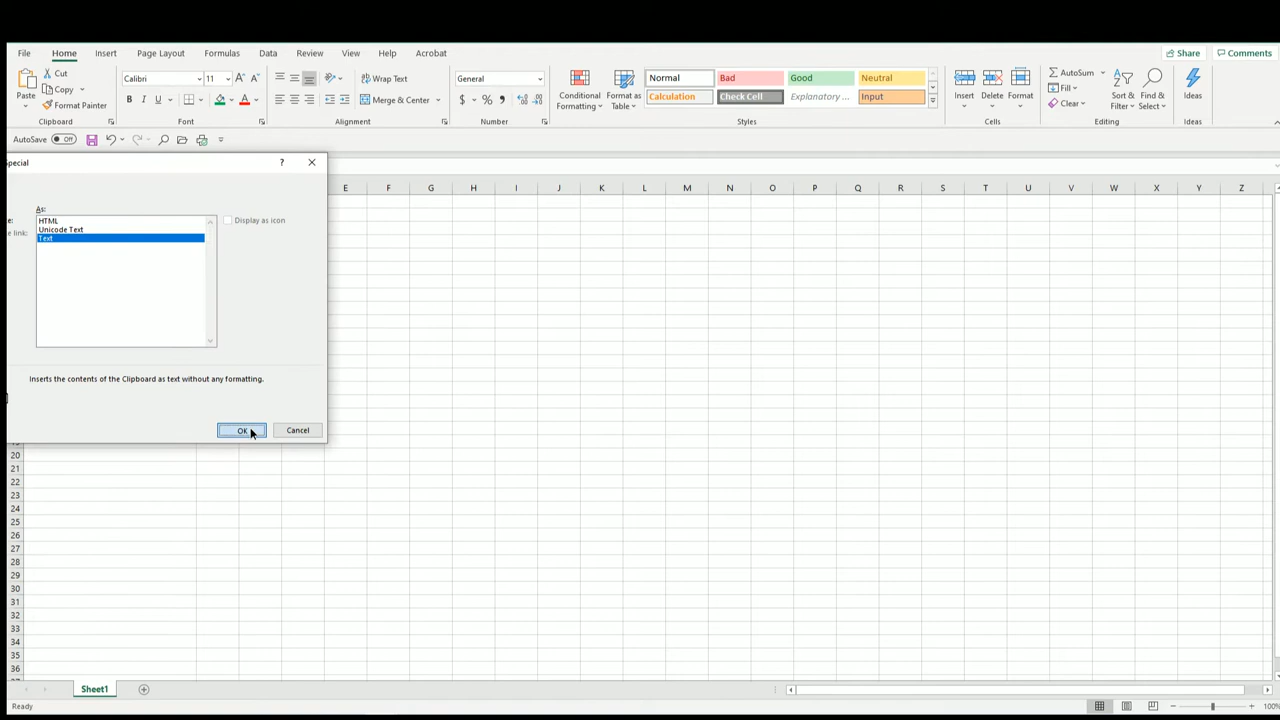 File Home Insert Page Layout Formulas Data Review View Help Acrobat Share Comments
Paste Cut Copy Format Painter Clipboard
Calibri 11 A A B I U A Font
Wrap Text Merge & Center Alignment
General $ % , Number
Conditional Formatting Format as Table
Normal Bad Good Neutral
Calculation Check Cell Explanatory ... Input
Styles
Insert Delete Format Cells
AutoSum Fill Clear Sort & Filter Find & Select Editing
Ideas Ideas
AutoSave Off
Special ? ×
E F G H I J K L M N O P Q R S T U V W X Y Z
As:
HTML
Unicode Text
Text
Display as icon
link:
Inserts the contents of the Clipboard as text without any formatting.
OK Cancel
20
21
22
23
24
25
26
27
28
29
30
31
32
33
34
35
36
Sheet1
Ready 100%